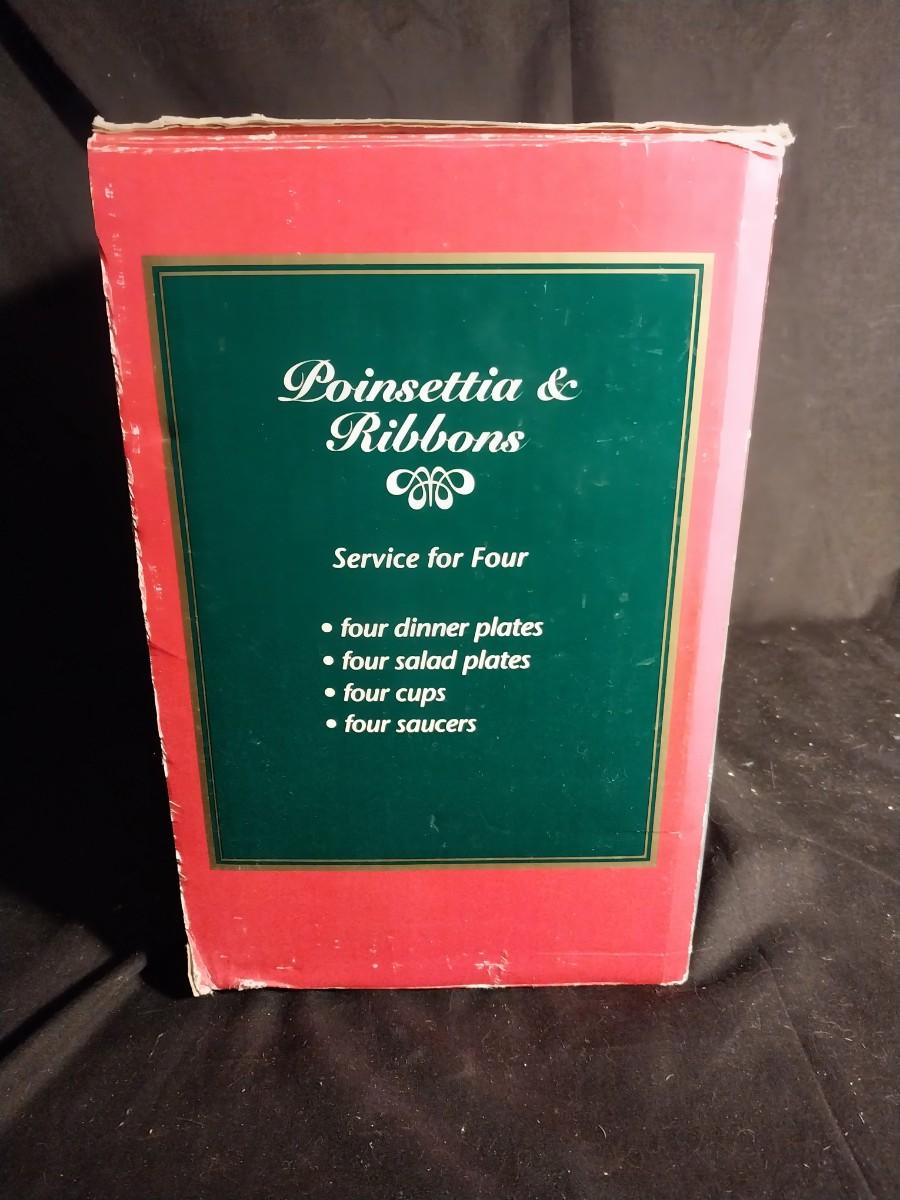 Poinsettia &
Ribbons
Service for Four
• four dinner plates
• four salad plates
• four cups
• four saucers